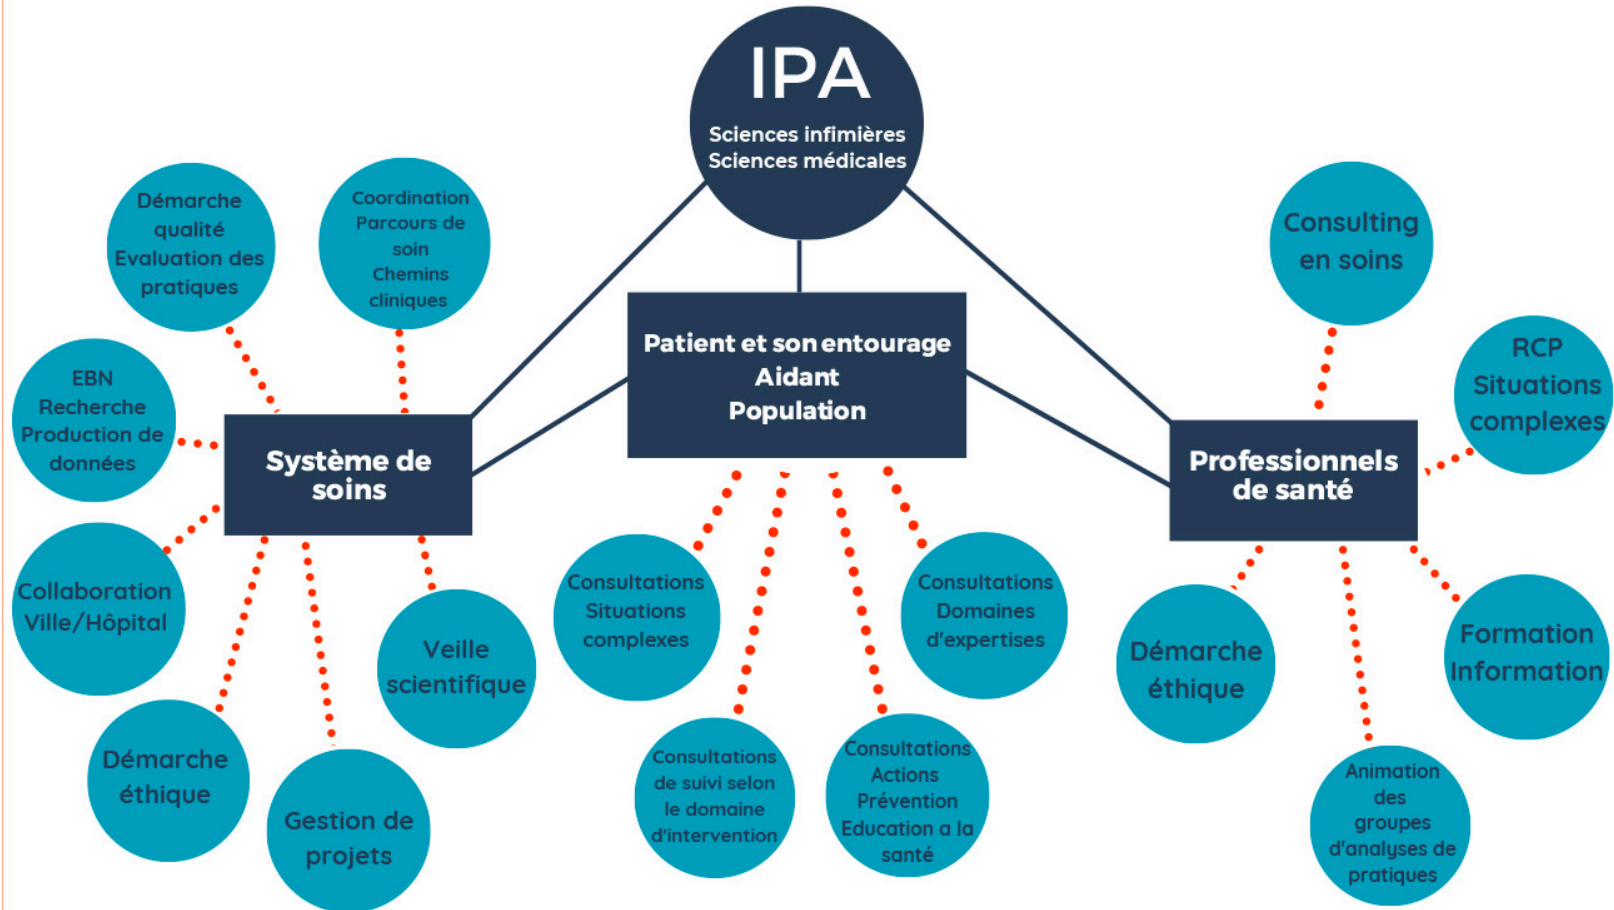 IPA
Sciences infimières
Sciences médicales
Démarche
qualité
Evaluation des
pratiques
Coordination
Parcours de
soin
Chemins
cliniques
EBN
Recherche
Production de
données
Système de
soins
Collaboration
Ville/Hôpital
Démarche
éthique
Gestion de
projets
Veille
scientifique
Patient et son entourage
Aidant
Population
Consultations
Situations
complexes
Consultations
de suivi selon
le domaine
d'intervention
Consultations
Actions
Prévention
Education a la
santé
Consultations
Domaines
d'expertises
Consulting
en soins
RCP
Situations
complexes
Professionnels
de santé
Démarche
éthique
Animation
des
groupes
d'analyses de
pratiques
Formation
Information